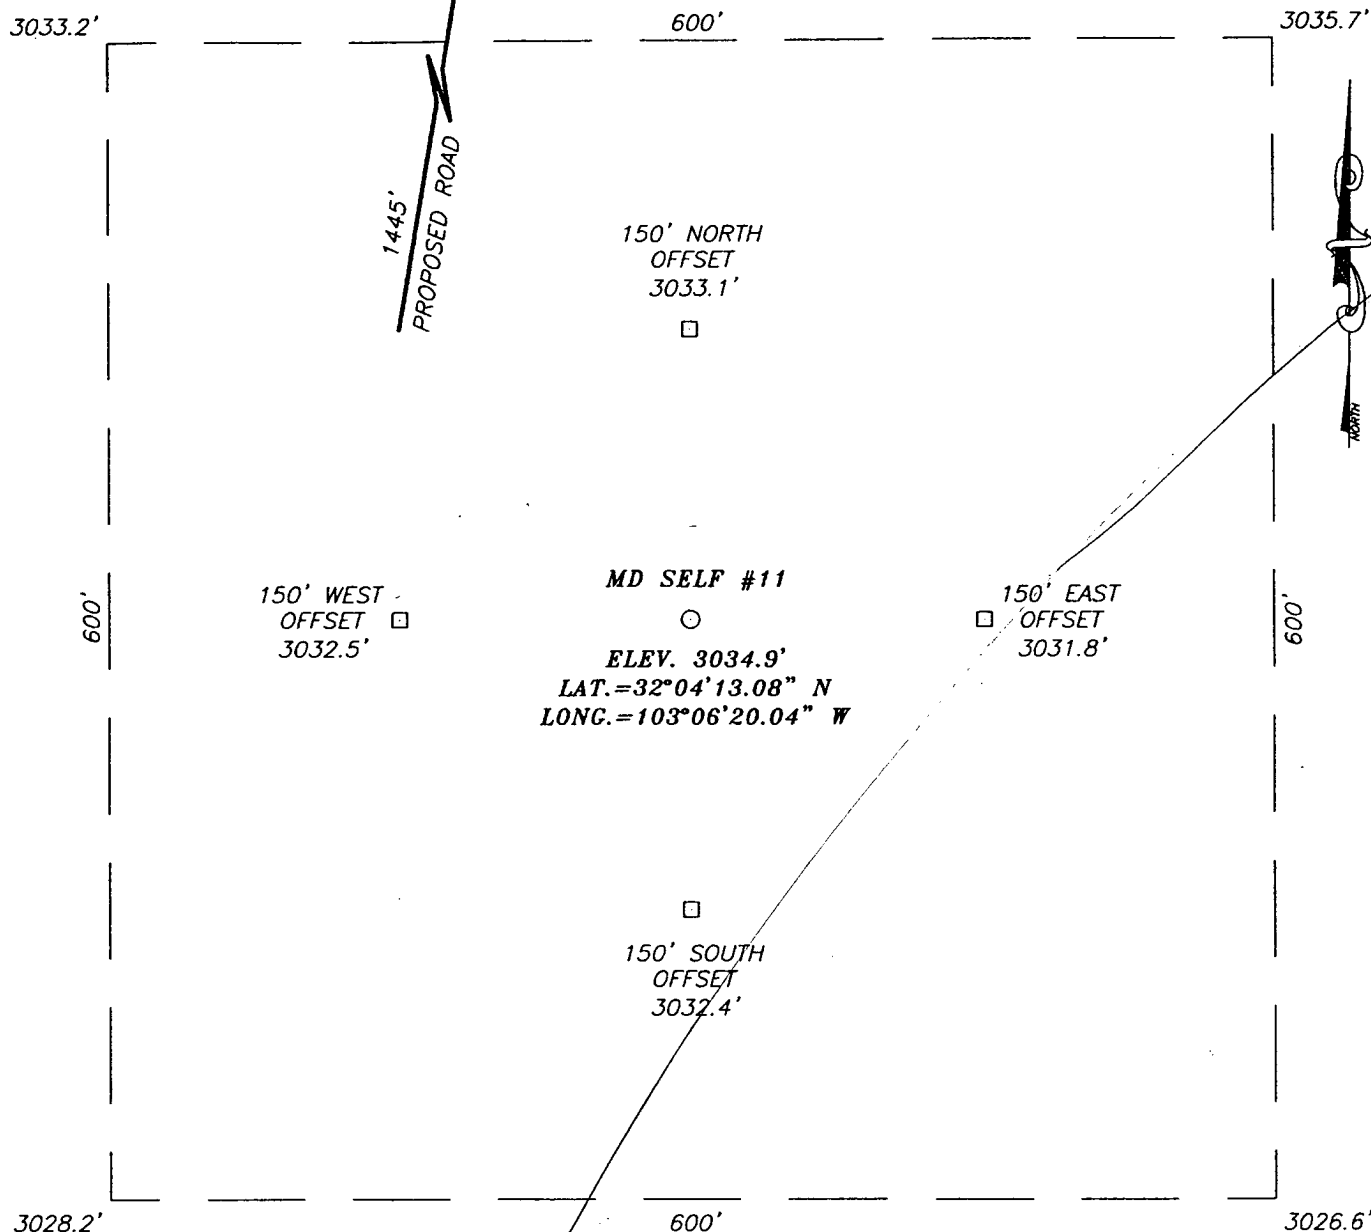 3033.2'
600'
3035.7'
1445'
PROPOSED ROAD
150' NORTH
OFFSET
3033.1'
NORTH
600'
150' WEST
OFFSET
3032.5'
MD SELF #11
ELEV. 3034.9'
LAT.=32°04'13.08" N
LONG.=103°06'20.04" W
150' EAST
OFFSET
3031.8'
600'
150' SOUTH
OFFSET
3032.4'
3028.2'
600'
3026.6'